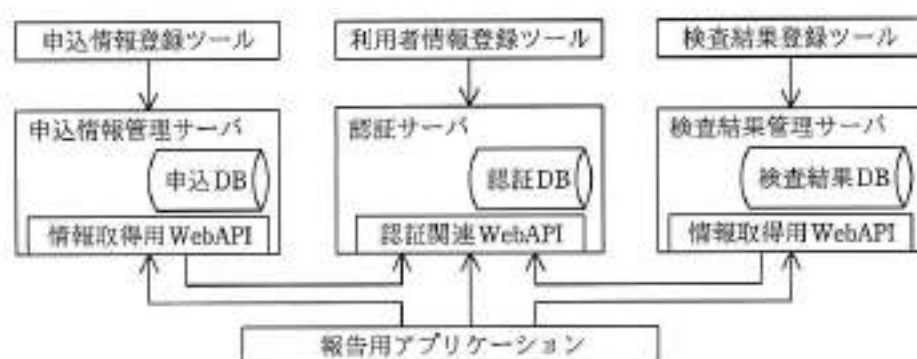 申込情報登録ツール
利用者情報登録ツール
検査結果登録ツール
申込情報管理サーバ
認証サーバ
検査結果管理サーバ
申込DB
認証DB
検査結果DB
情報取得用WebAPI
認証関連WebAPI
情報取得用WebAPI
報告用アプリケーション